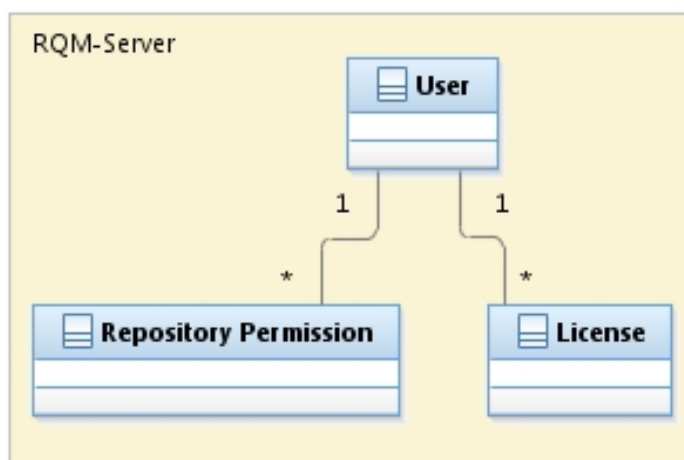 RQM-Server
User
1
1
*
*
Repository Permission
License